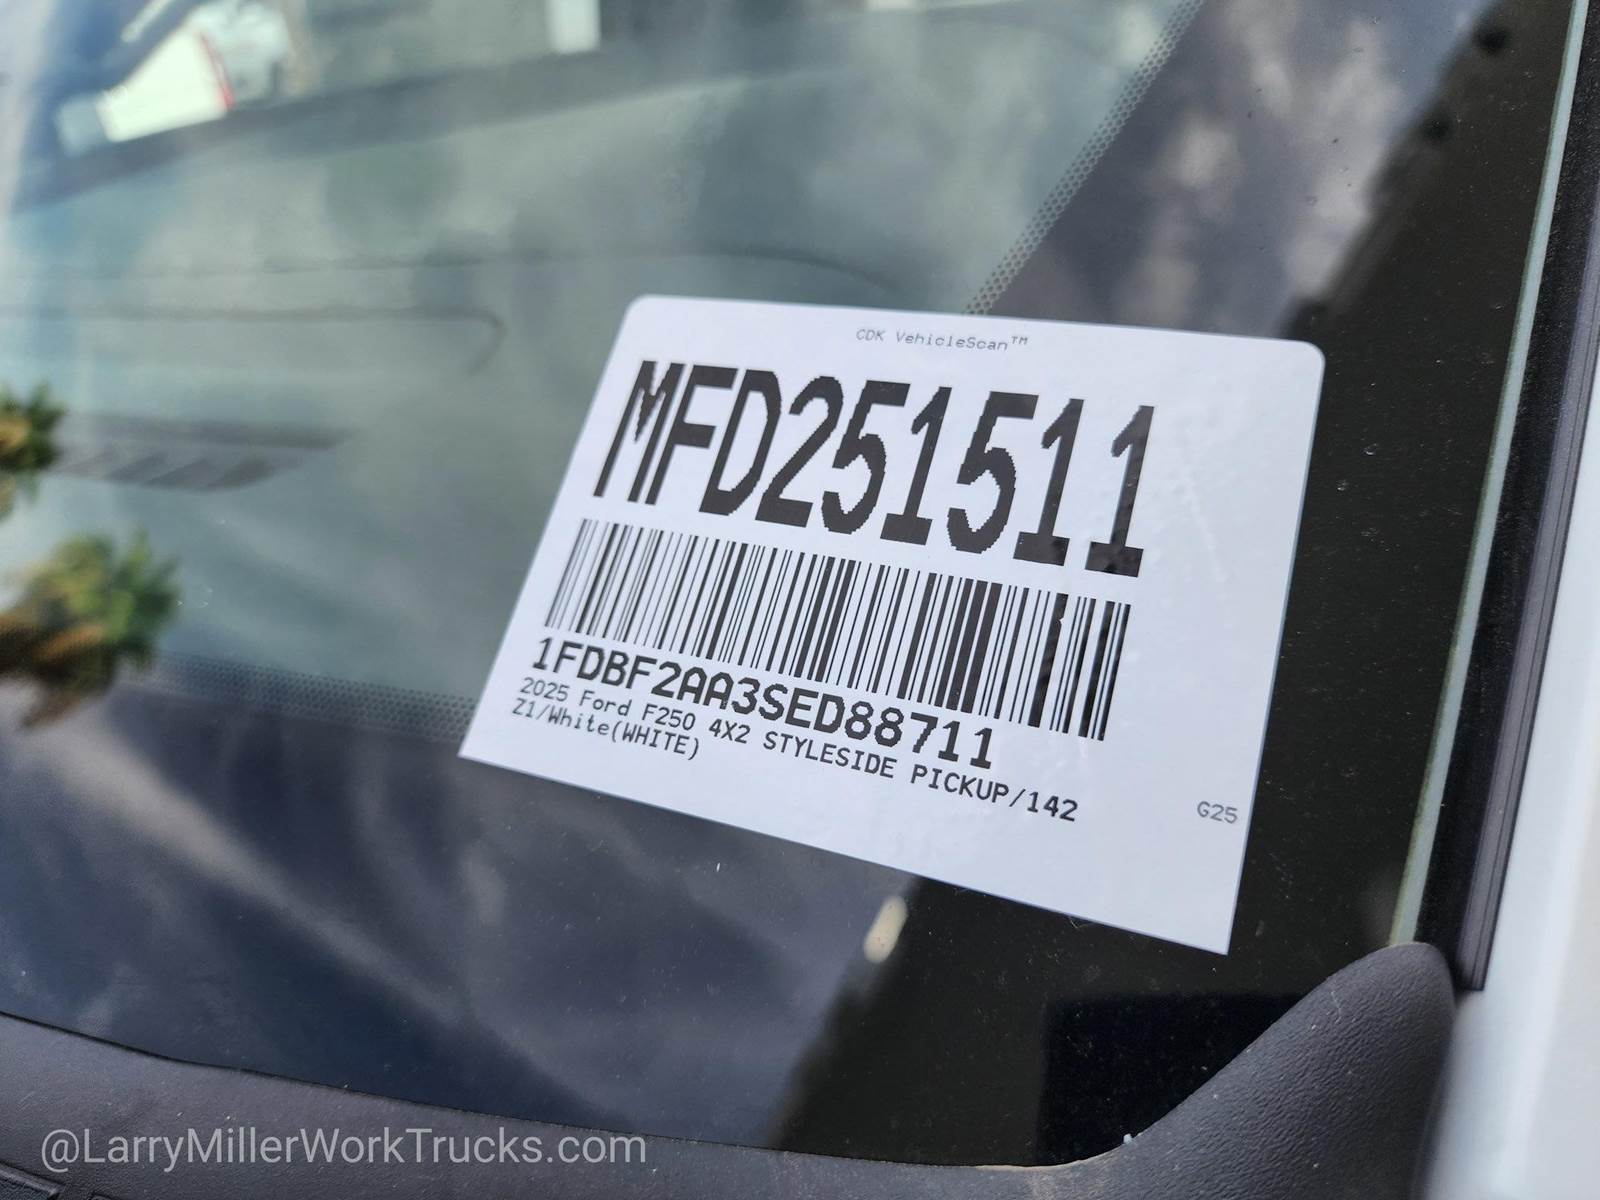 CDK VehicleScan™
MFD251511
1FDBF2AA3SED88711
2025 Ford F250 4X2 STYLESIDE PICKUP/142
Z1/White(WHITE)
G25
@LarryMillerWorkTrucks.com